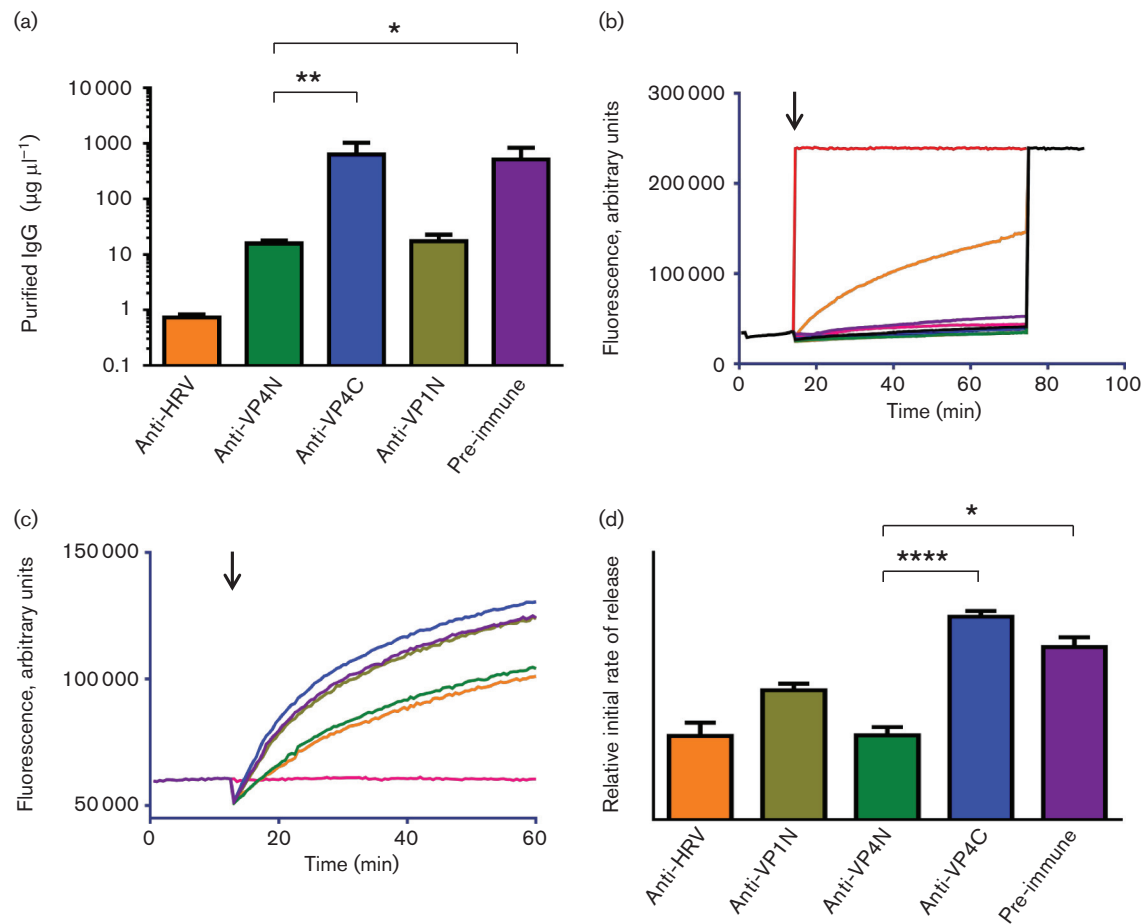 (a)
*
**
10 000
1000
100
10
1
0.1
Purified IgG (µg µl⁻¹)
Anti-HRV
Anti-VP4N
Anti-VP4C
Anti-VP1N
Pre-immune
(b)
300 000
200 000
100 000
0
Fluorescence, arbitrary units
0 20 40 60 80 100
Time (min)
(c)
150 000
100 000
50 000
Fluorescence, arbitrary units
0 20 40 60
Time (min)
(d)
*
****
Relative initial rate of release
Anti-HRV
Anti-VP1N
Anti-VP4N
Anti-VP4C
Pre-immune